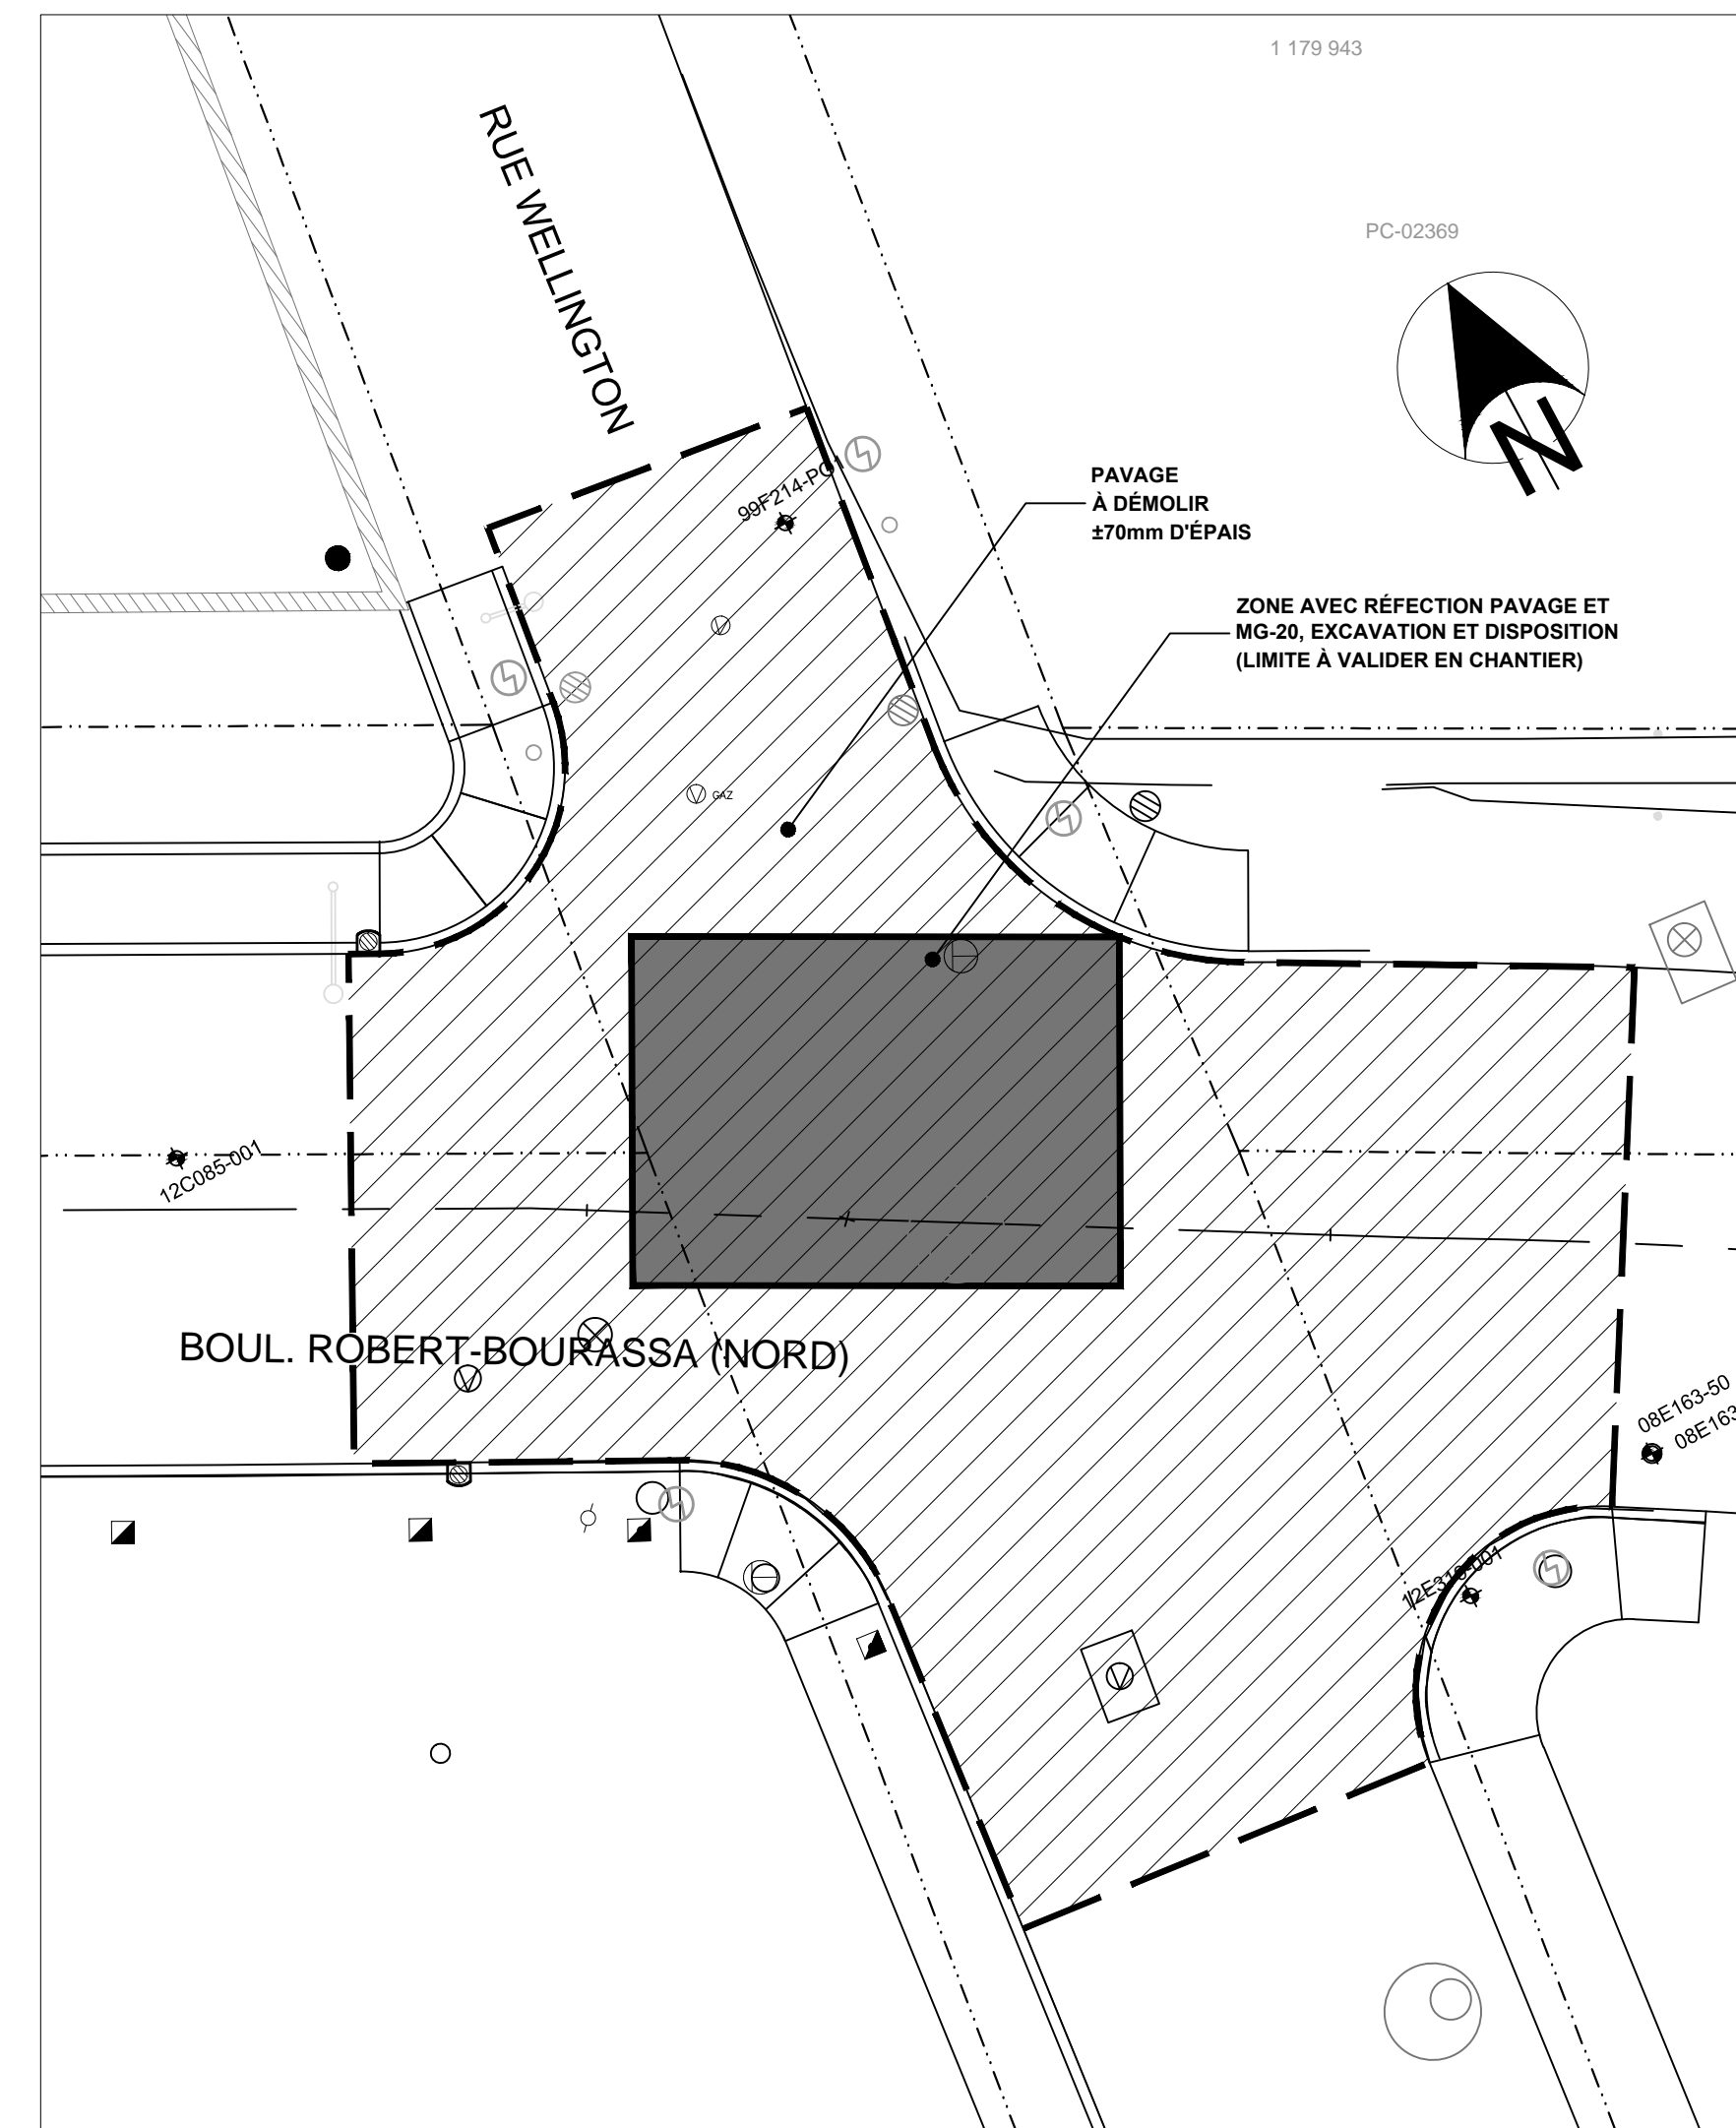 1 179 943
RUE WELLINGTON
PC-02369
N
99F214-PO1
PAVAGE
À DÉMOLIR
±70mm D'ÉPAIS
ZONE AVEC RÉFECTION PAVAGE ET
MG-20, EXCAVATION ET DISPOSITION
(LIMITE À VALIDER EN CHANTIER)
GAZ
12C085-001
BOUL. ROBERT-BOURASSA (NORD)
08E163-50
08E163